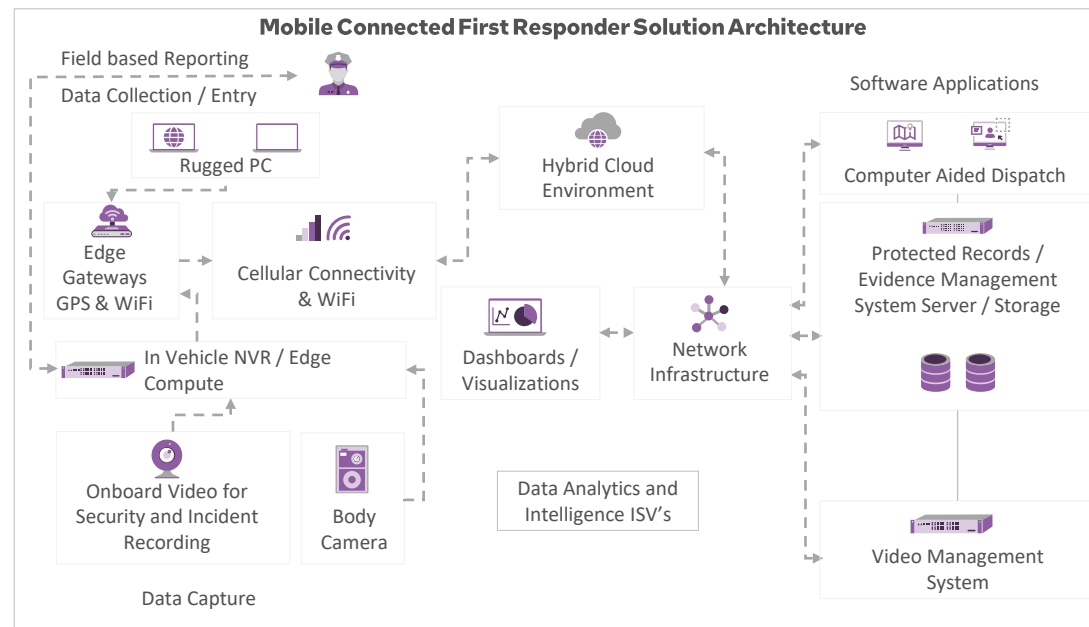 Mobile Connected First Responder Solution Architecture
Field based Reporting
Data Collection / Entry
Rugged PC
Edge
Gateways
GPS & WiFi
Cellular Connectivity
& WiFi
In Vehicle NVR / Edge
Compute
Onboard Video for
Security and Incident
Recording
Body
Camera
Data Capture
Hybrid Cloud
Environment
Dashboards /
Visualizations
Network
Infrastructure
Data Analytics and
Intelligence ISV's
Software Applications
Computer Aided Dispatch
Protected Records /
Evidence Management
System Server / Storage
Video Management
System